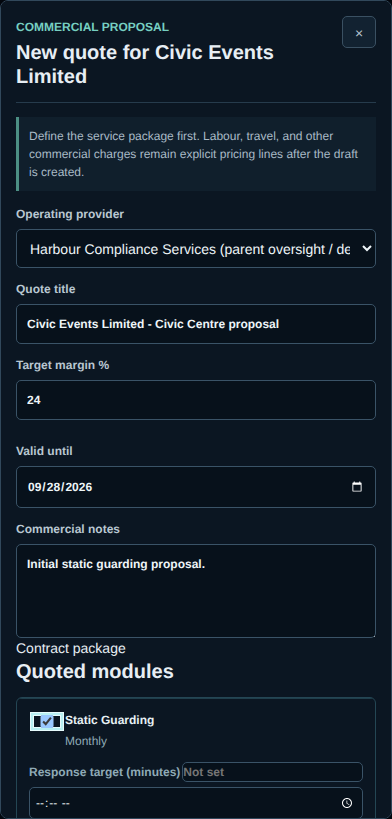 COMMERCIAL PROPOSAL
New quote for Civic Events
Limited
×
Define the service package first. Labour, travel, and other
commercial charges remain explicit pricing lines after the draft
is created.
Operating provider
Harbour Compliance Services (parent oversight / de
Quote title
Civic Events Limited - Civic Centre proposal
Target margin %
24
Valid until
09/28/2026
Commercial notes
Initial static guarding proposal.
Contract package
Quoted modules
Static Guarding
Monthly
Response target (minutes) Not set
--:-- --